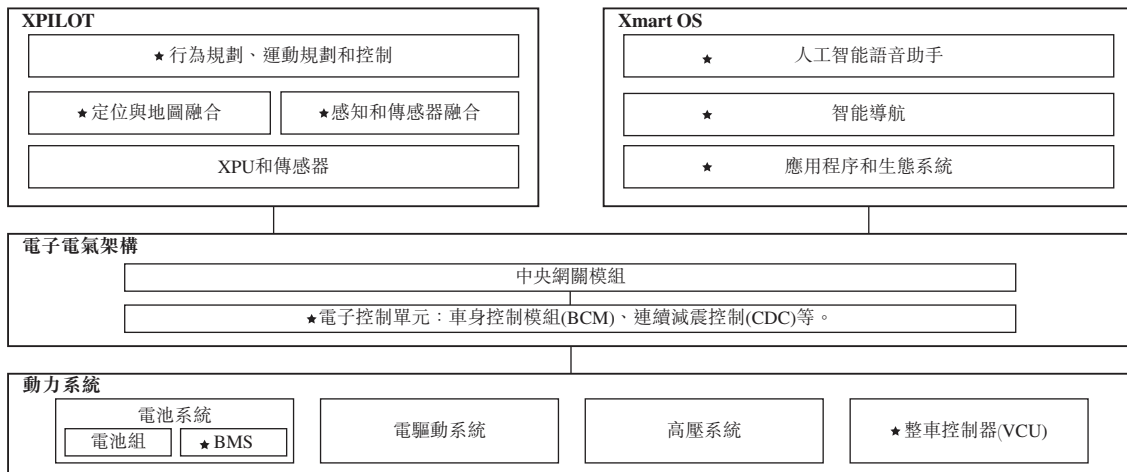 XPILOT
★行為規劃、運動規劃和控制
★定位與地圖融合
★感知和傳感器融合
XPU和傳感器
Xmart OS
★ 人工智能語音助手
★ 智能導航
★ 應用程序和生態系統
電子電氣架構
中央網關模組
★電子控制單元：車身控制模組(BCM)、連續減震控制(CDC)等。
動力系統
電池系統
電池組
★BMS
電驅動系統
高壓系統
★整車控制器(VCU)